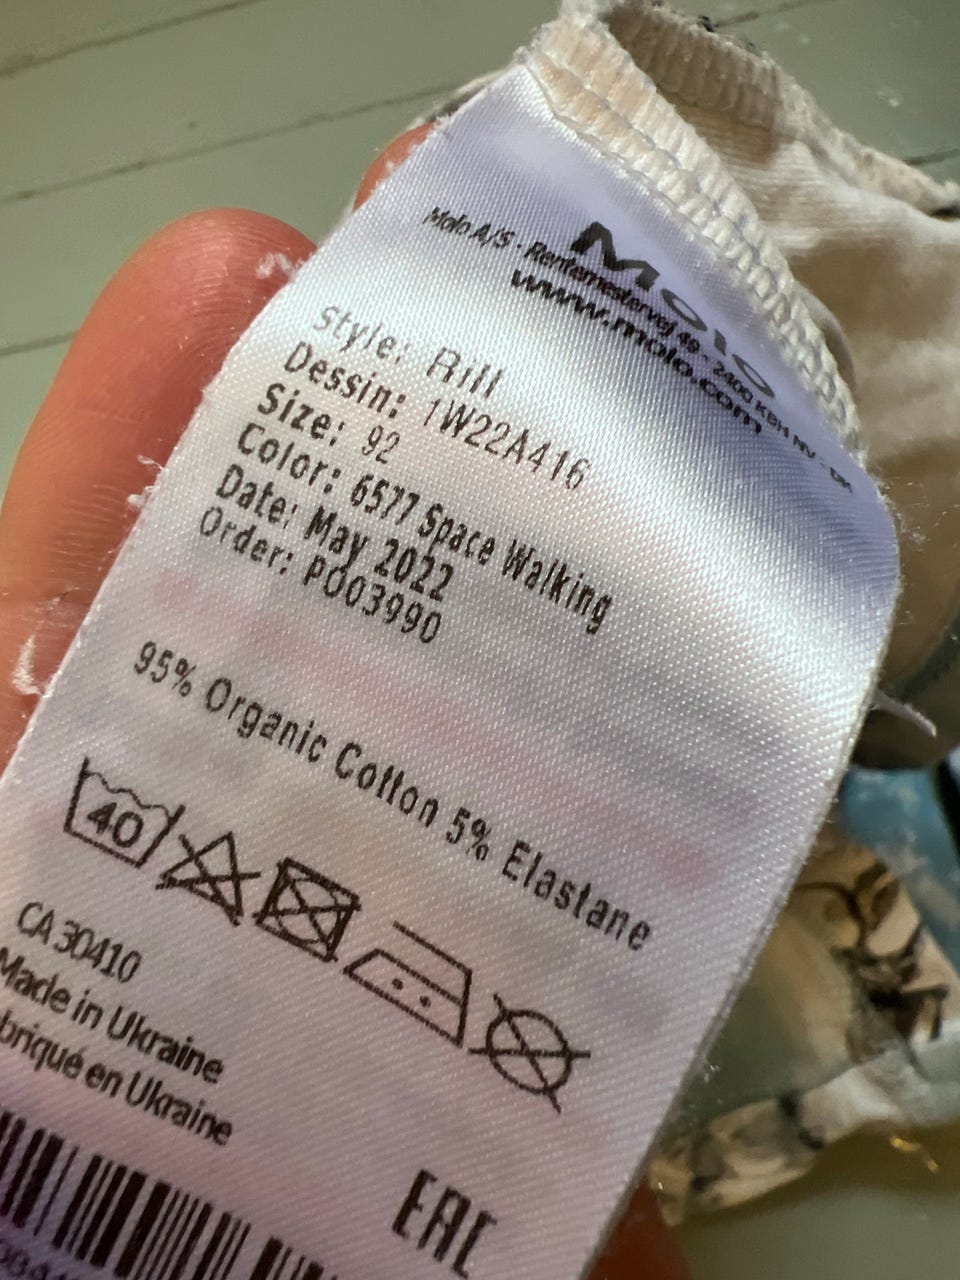 Molo
Molo A/S - Rentemestervej 49 - 2400 KBH NV - DK
www.molo.com
style: Rill
Dessin: 1W22A416
Size: 92
Color: 6577 Space Walking
Date: May 2022
Order: PO03990
95% Organic Cotton 5% Elastane
40
CA 30410
Made in Ukraine
briqué en Ukraine
EAC